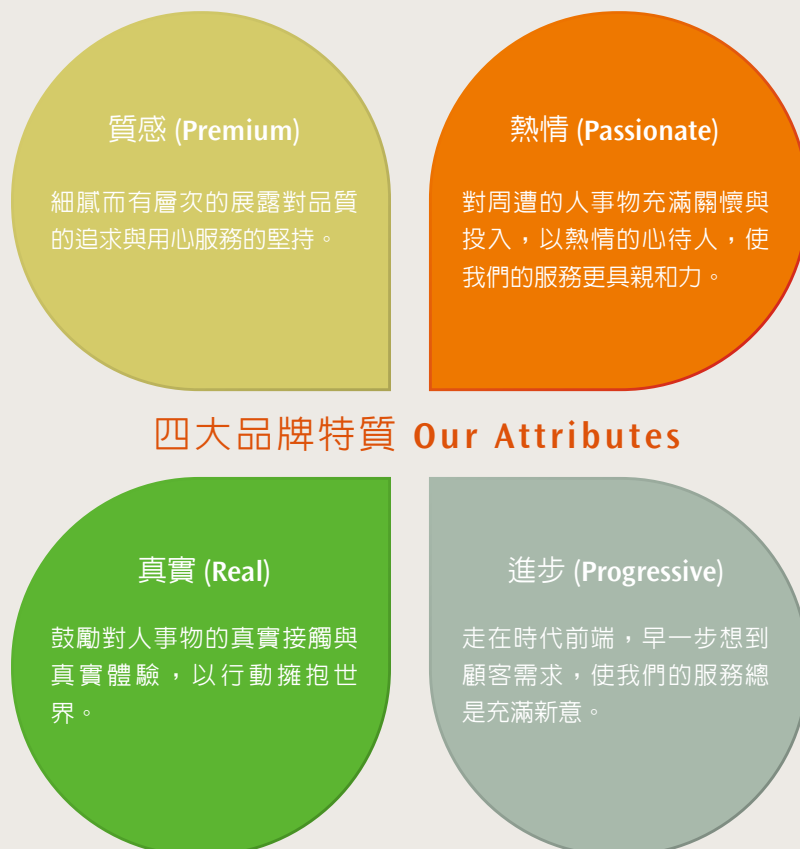 質感 (Premium)
細膩而有層次的展露對品質
的追求與用心服務的堅持。
熱情 (Passionate)
對周遭的人事物充滿關懷與
投入，以熱情的心待人，使
我們的服務更具親和力。
四大品牌特質 Our Attributes
真實 (Real)
鼓勵對人事物的真實接觸與
真實體驗，以行動擁抱世
界。
進步 (Progressive)
走在時代前端，早一步想到
顧客需求，使我們的服務總
是充滿新意。